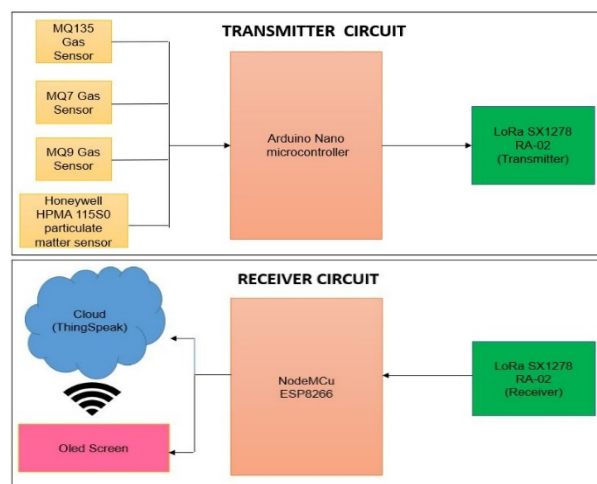 TRANSMITTER CIRCUIT
MQ135
Gas
Sensor
MQ7 Gas
Sensor
MQ9 Gas
Sensor
Honeywell
HPMA 115S0
particulate
matter sensor
Arduino Nano
microcontroller
LoRa SX1278
RA-02
(Transmitter)
RECEIVER CIRCUIT
Cloud
(ThingSpeak)
Oled Screen
NodeMCu
ESP8266
LoRa SX1278
RA-02
(Receiver)